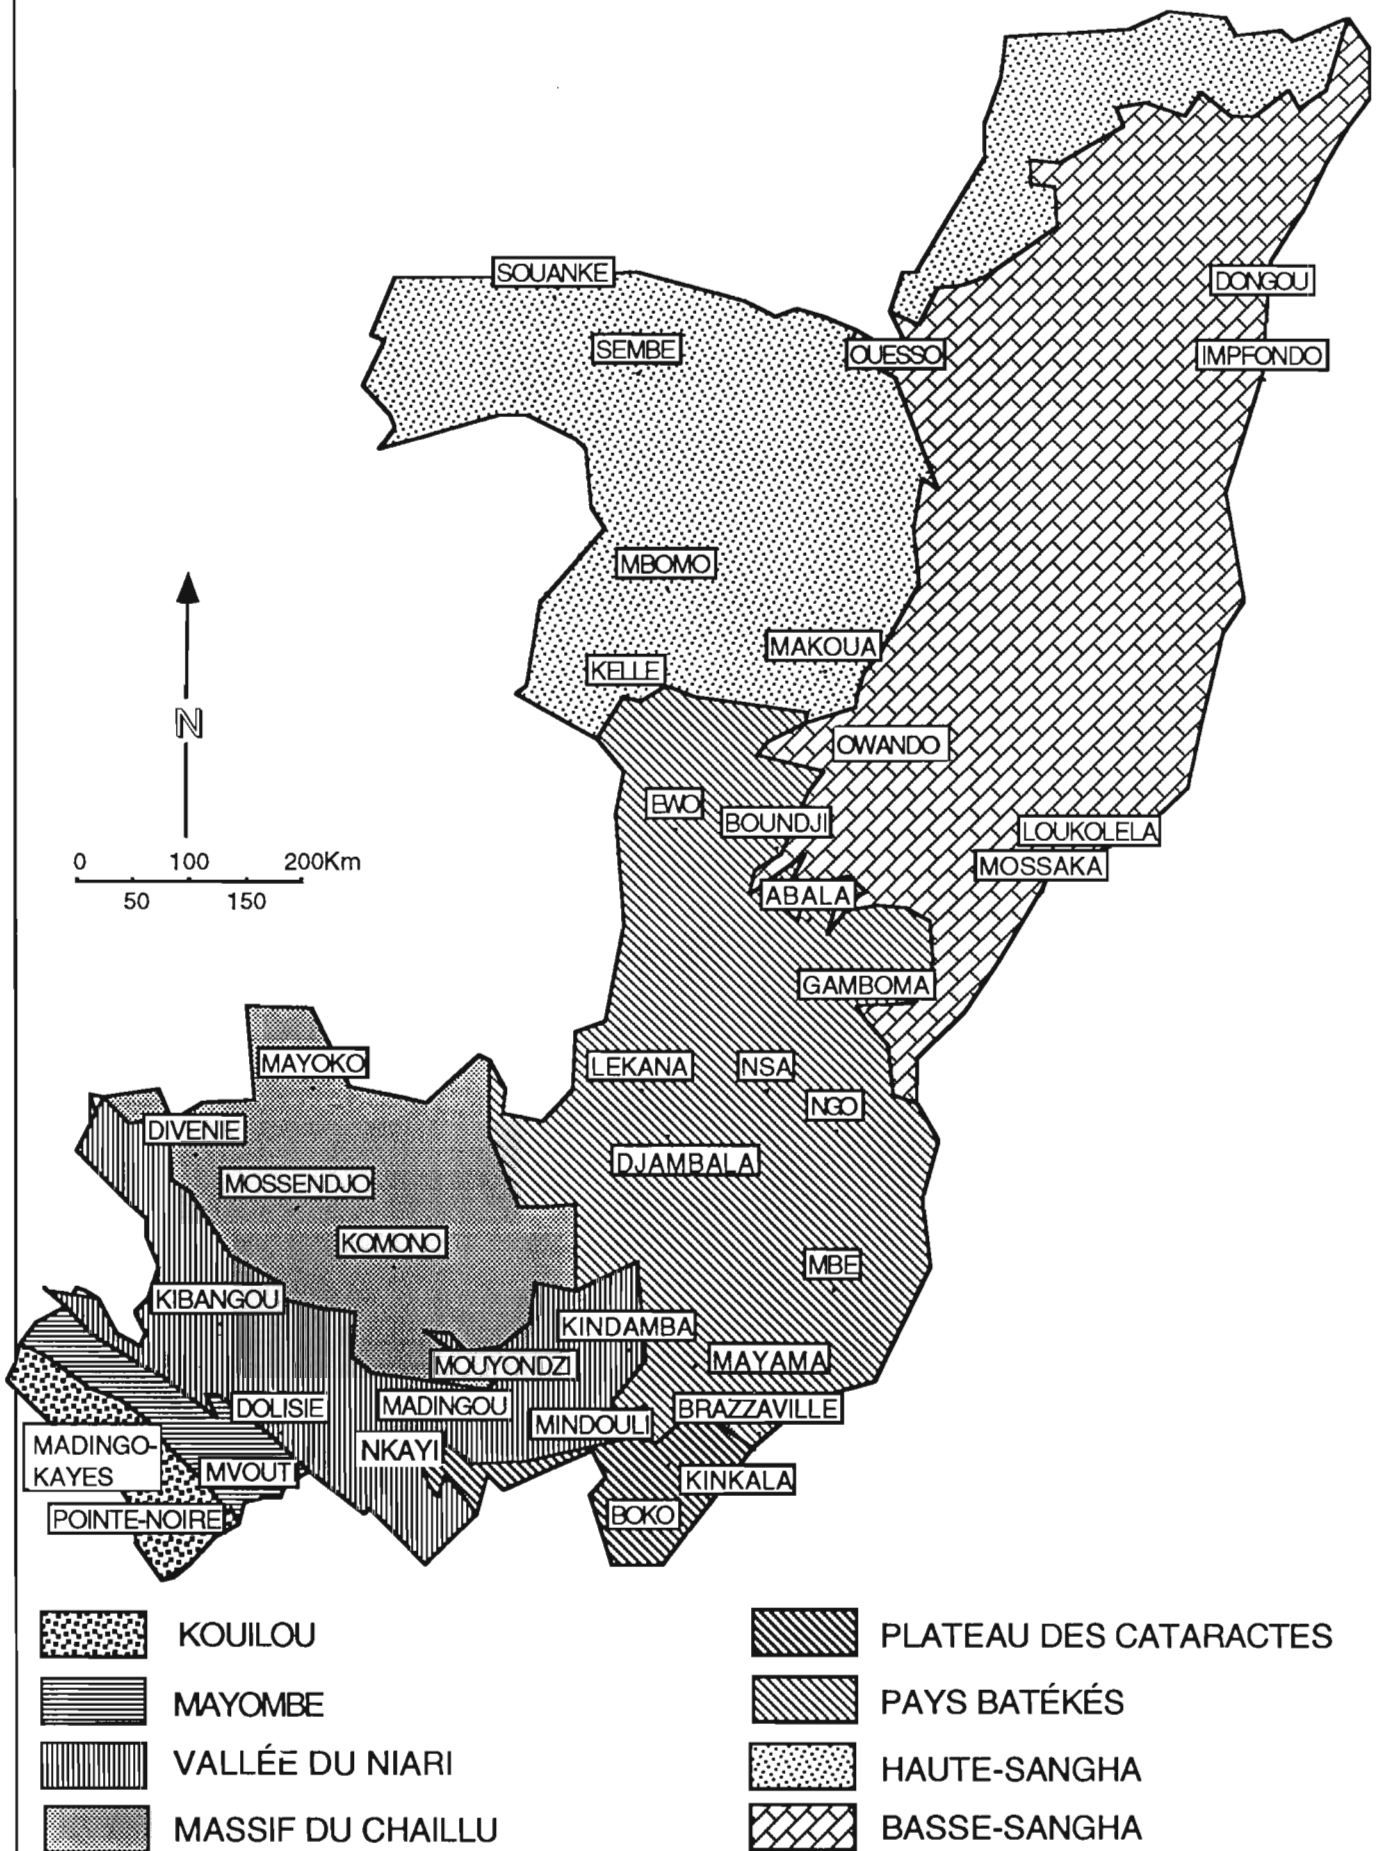 SOUANKE
DONGOU
SEMBE
OUESSO
IMPFONDO
MBOMO
MAKOUA
KELLE
N
OWANDO
EWO
BOUNDJI
LOUKOLELA
MOSSAKA
0 100 200Km
50 150
ABALA
GAMBOMA
MAYOKO
LEKANA
NSA
NGO
DIVENIE
DJAMBALA
MOSSENDJO
KOMONO
MBE
KIBANGOU
KINDAMBA
MOUYONDZI
MAYAMA
DOLISIE
MADINGOU
BRAZZAVILLE
MINDOULI
MADINGO-
KAYES
NKAYI
MVOUT
KINKALA
POINTE-NOIRE
BOKO
KOUILOU
MAYOMBE
VALLÉE DU NIARI
MASSIF DU CHAILLU
PLATEAU DES CATARACTES
PAYS BATÉKÉS
HAUTE-SANGHA
BASSE-SANGHA